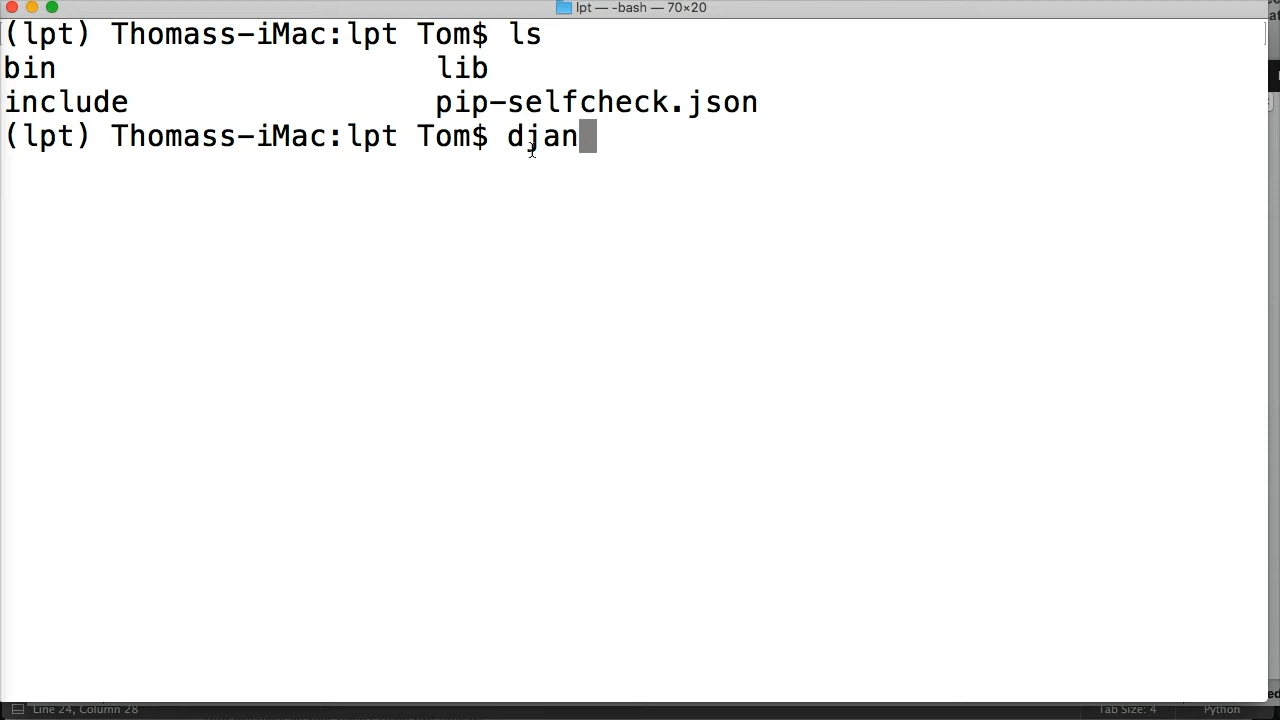 lpt — -bash — 70×20
(lpt) Thomass-iMac:lpt Tom$ ls
bin lib
include pip-selfcheck.json
(lpt) Thomass-iMac:lpt Tom$ djan
Line 24, Column 28 Tab Size: 4 Python